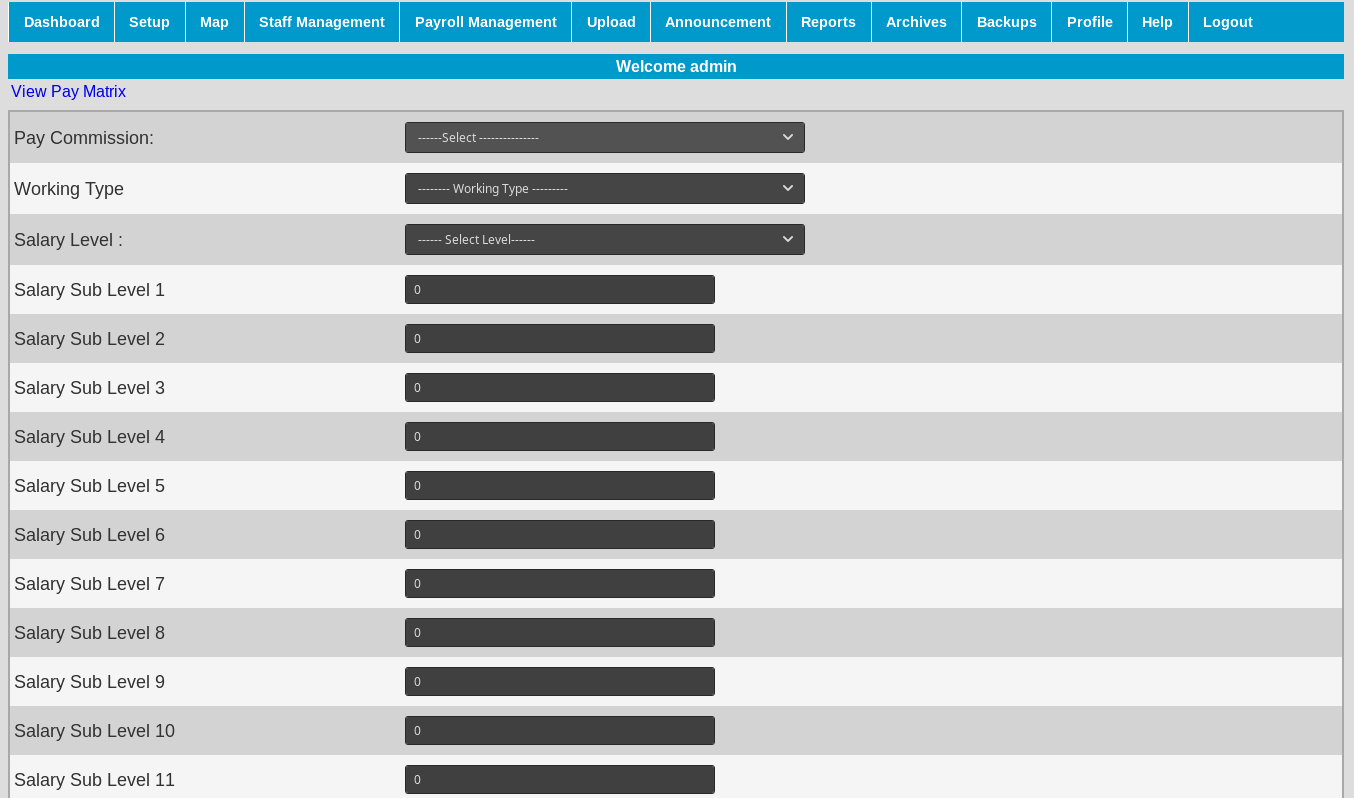 Dashboard Setup Map Staff Management Payroll Management Upload Announcement Reports Archives Backups Profile Help Logout
Welcome admin
View Pay Matrix
Pay Commission: ------Select ---------------
Working Type -------- Working Type ---------
Salary Level : ------ Select Level------
Salary Sub Level 1 0
Salary Sub Level 2 0
Salary Sub Level 3 0
Salary Sub Level 4 0
Salary Sub Level 5 0
Salary Sub Level 6 0
Salary Sub Level 7 0
Salary Sub Level 8 0
Salary Sub Level 9 0
Salary Sub Level 10 0
Salary Sub Level 11 0